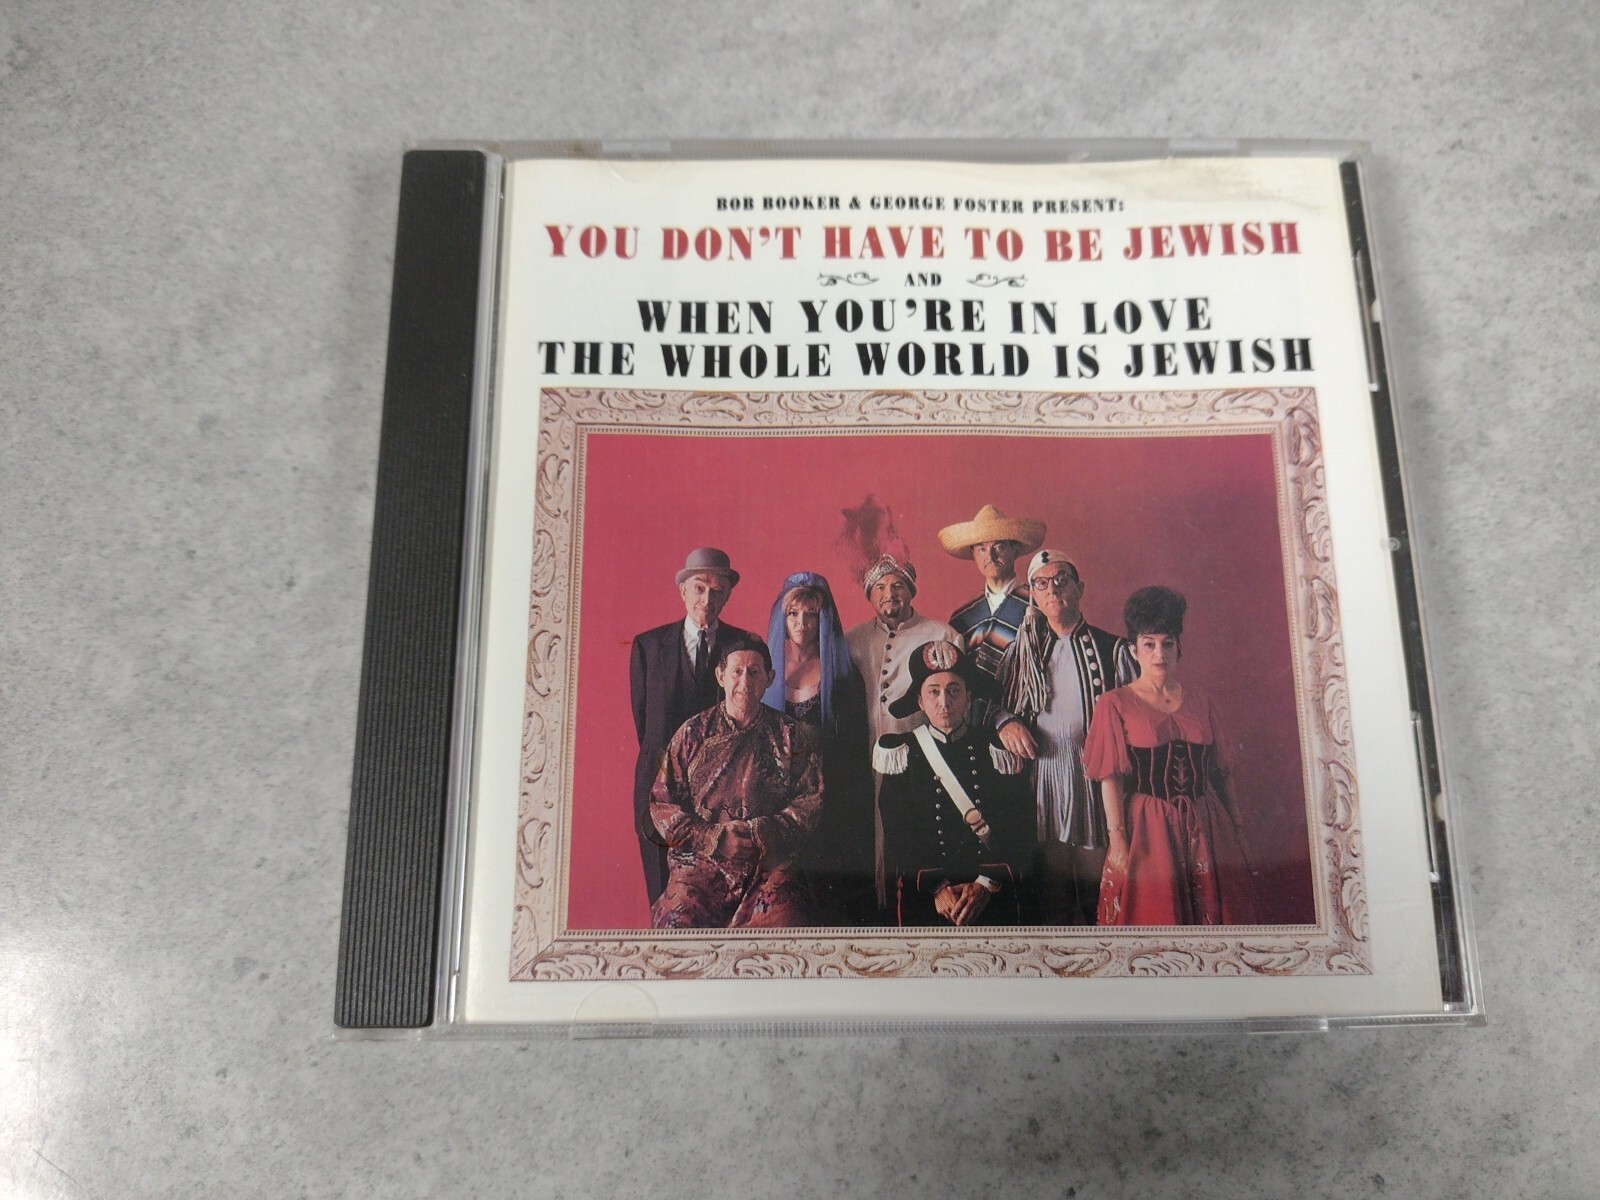 BOB BOOKER & GEORGE FOSTER PRESENT:
YOU DON'T HAVE TO BE JEWISH
AND
WHEN YOU'RE IN LOVE
THE WHOLE WORLD IS JEWISH